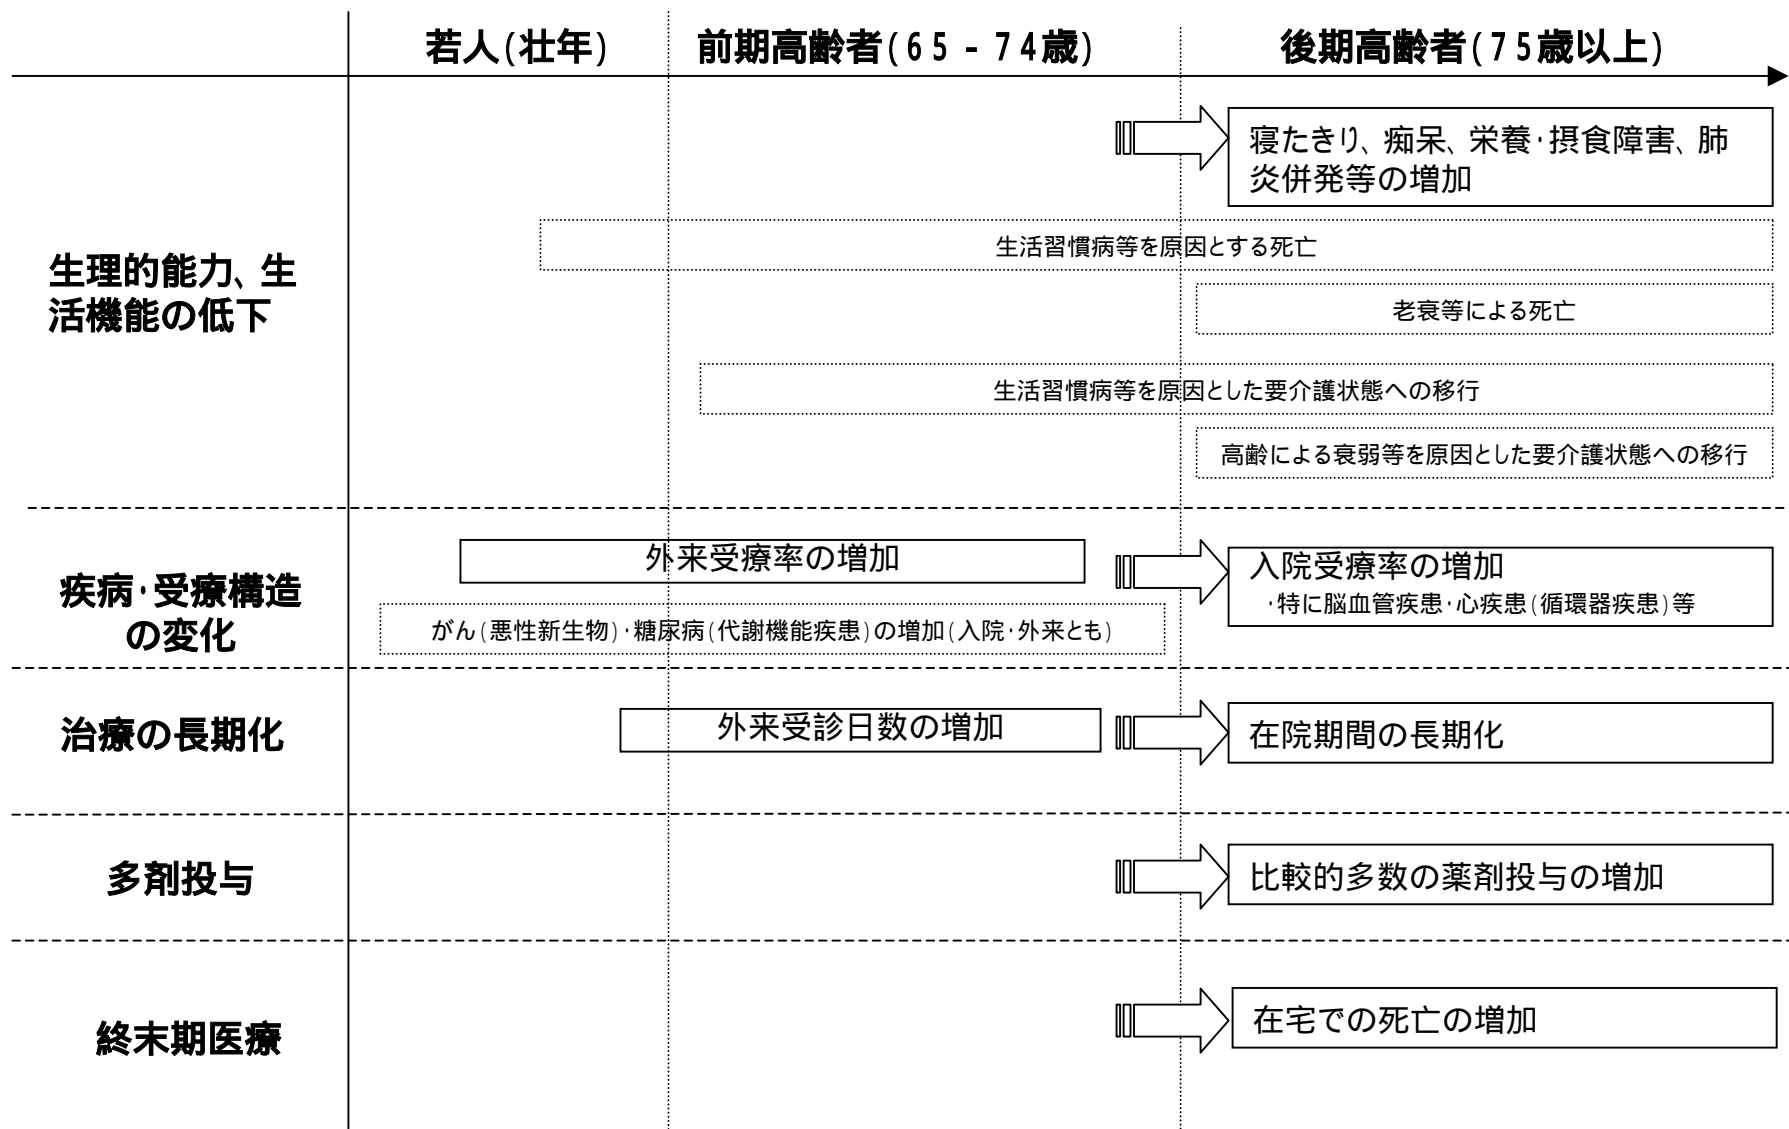 若人(壮年)
前期高齢者(65-74歳)
後期高齢者(75歳以上)
生理的能力、生
活機能の低下
寝たきり、痴呆、栄養・摂食障害、肺
炎併発等の増加
生活習慣病等を原因とする死亡
老衰等による死亡
生活習慣病等を原因とした要介護状態への移行
高齢による衰弱等を原因とした要介護状態への移行
疾病・受療構造
の変化
外来受療率の増加
がん(悪性新生物)・糖尿病(代謝機能疾患)の増加(入院・外来とも)
入院受療率の増加
・特に脳血管疾患・心疾患(循環器疾患)等
治療の長期化
外来受診日数の増加
在院期間の長期化
多剤投与
比較的多数の薬剤投与の増加
終末期医療
在宅での死亡の増加